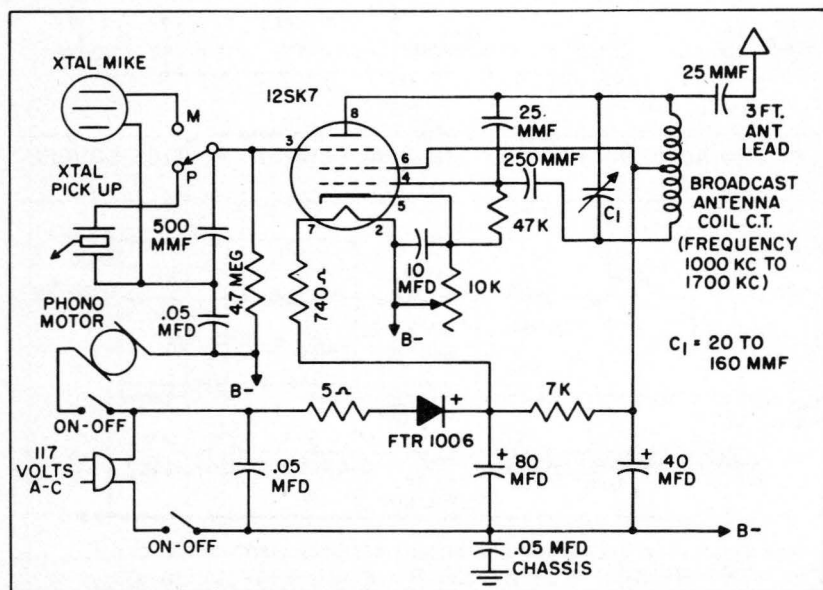 XTAL MIKE
M
XTAL
PICK UP
P
500
MMF
.05
MFD
4.7 MEG
PHONO
MOTOR
B-
ON-OFF
117
VOLTS
A-C
ON-OFF
12SK7
8
3
6
4
5
7
2
740Ω
10
MFD
10K
B-
25
MMF
250 MMF
47K
C1
25 MMF
3 FT.
ANT
LEAD
BROADCAST
ANTENNA
COIL C.T.
(FREQUENCY
1000 KC TO
1700 KC)
C1 = 20 TO
160 MMF
.05
MFD
5Ω
+
FTR 1006
7K
+
80
MFD
+
40
MFD
B-
.05 MFD
CHASSIS